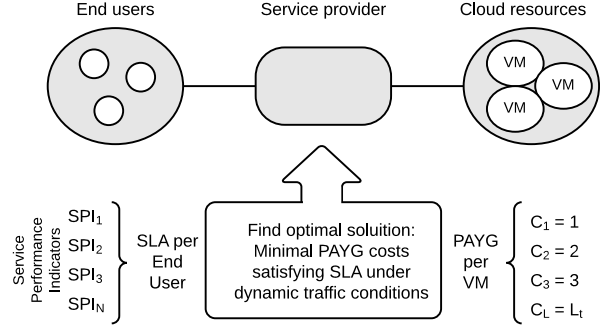 End users
Service provider
Cloud resources
VM
VM
VM
Service
Performance
Indicators
SPI₁
SPI₂
SPI₃
SPIN
SLA per
End
User
Find optimal soluition:
Minimal PAYG costs
satisfying SLA under
dynamic traffic conditions
PAYG
per
VM
C₁ = 1
C₂ = 2
C₃ = 3
C_L = Lₜ